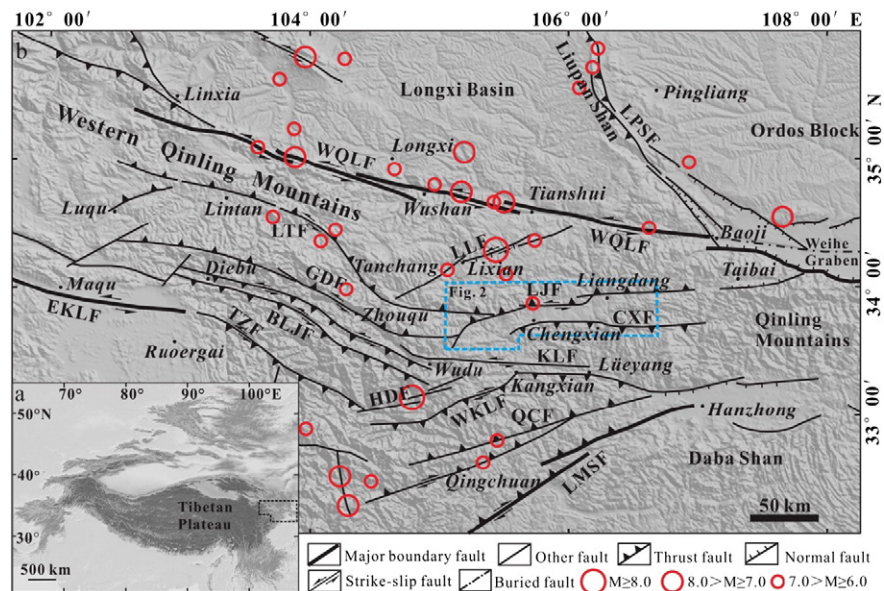 102°00′
104°00′
106°00′
108°00′ E
b
Longxi Basin
Liupan Shan
LPSF
Pingliang
Ordos Block
35°00′ N
Linxia
Western Qinling Mountains
WQLF
Longxi
Wushan
Tianshui
Luqu
Lintan
LTF
Tanchang
LLF
Lixian
WQLF
Baoji
Weihe
Graben
Taibai
Maqu
EKLF
Diebu
GDF
Zhouqu
Fig. 2
LJF
Liangdang
34°00′
CXF
Chengxian
Qinling
Mountains
Ruoergai
TZF
BLJF
Wudu
KLF
Lüeyang
HDF
WKLF
Kangxian
QCF
Hanzhong
33°00′
Qingchuan
LMSF
Daba Shan
50 km
a
70°
80°
90°
100°E
50°N
40°
30°
Tibetan
Plateau
500 km
Major boundary fault
Other fault
Thrust fault
Normal fault
Strike-slip fault
Buried fault
M≥8.0
8.0>M≥7.0
7.0>M≥6.0